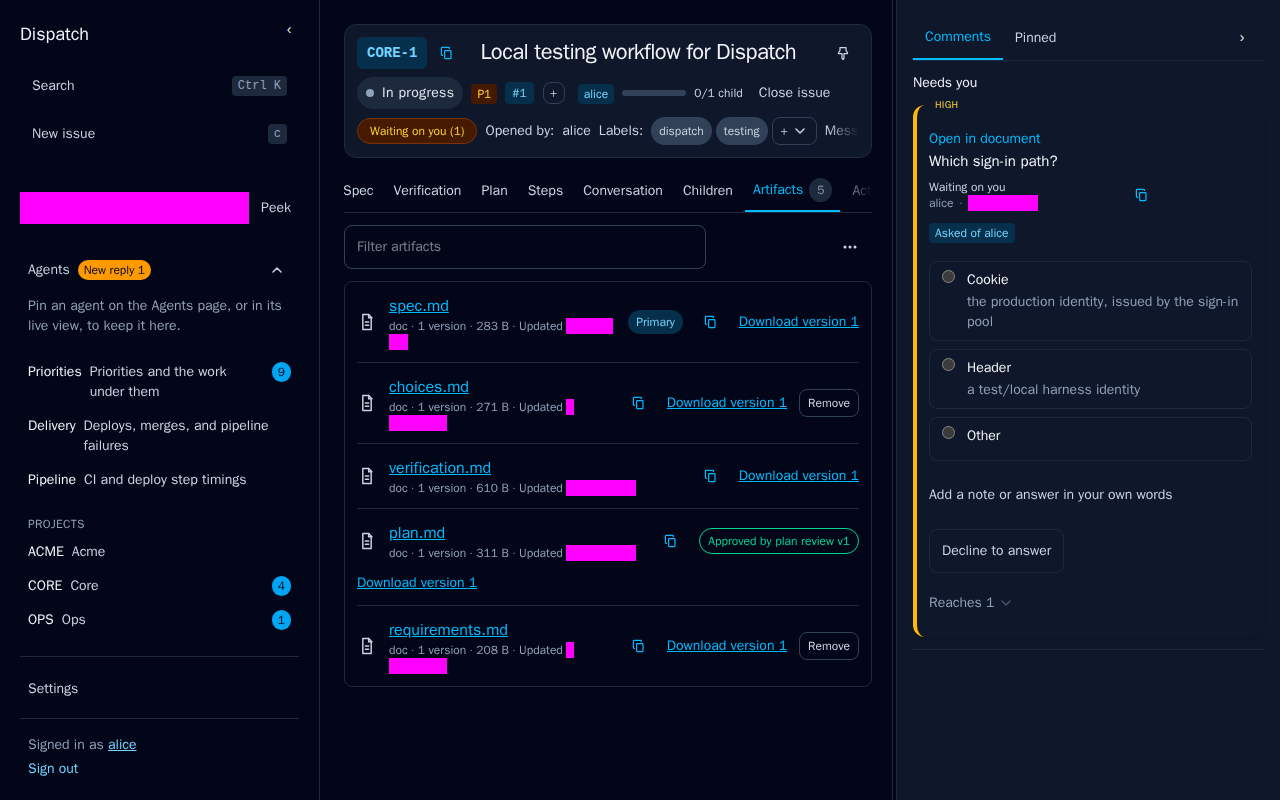 Dispatch
Search
Ctrl K
New issue
C
Peek
Agents
New reply 1
Pin an agent on the Agents page, or in its
live view, to keep it here.
Priorities Priorities and the work
under them
9
Delivery Deploys, merges, and pipeline
failures
Pipeline CI and deploy step timings
PROJECTS
ACME Acme
CORE Core
4
OPS Ops
1
Settings
Signed in as alice
Sign out
CORE-1
Local testing workflow for Dispatch
In progress
P1
#1
+
alice
0/1 child
Close issue
Waiting on you (1)
Opened by: alice Labels:
dispatch
testing
+
Mess
Spec
Verification
Plan
Steps
Conversation
Children
Artifacts 5
Act
Filter artifacts
spec.md
doc · 1 version · 283 B · Updated
Primary
Download version 1
choices.md
doc · 1 version · 271 B · Updated
Download version 1
Remove
verification.md
doc · 1 version · 610 B · Updated
Download version 1
plan.md
doc · 1 version · 311 B · Updated
Approved by plan review v1
Download version 1
requirements.md
doc · 1 version · 208 B · Updated
Download version 1
Remove
Comments
Pinned
Needs you
HIGH
Open in document
Which sign-in path?
Waiting on you
alice ·
Asked of alice
Cookie
the production identity, issued by the sign-in
pool
Header
a test/local harness identity
Other
Add a note or answer in your own words
Decline to answer
Reaches 1